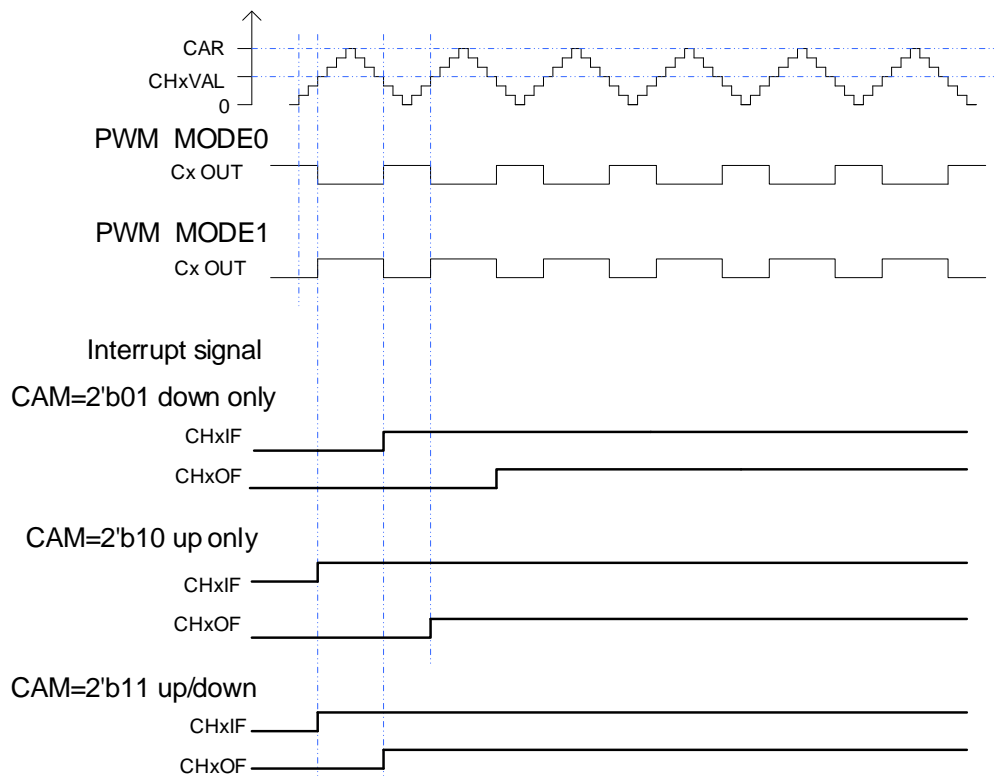 CAR
CHxVAL
0
PWM MODE0
Cx OUT
PWM MODE1
Cx OUT
Interrupt signal
CAM=2'b01 down only
CHxIF
CHxOF
CAM=2'b10 up only
CHxIF
CHxOF
CAM=2'b11 up/down
CHxIF
CHxOF